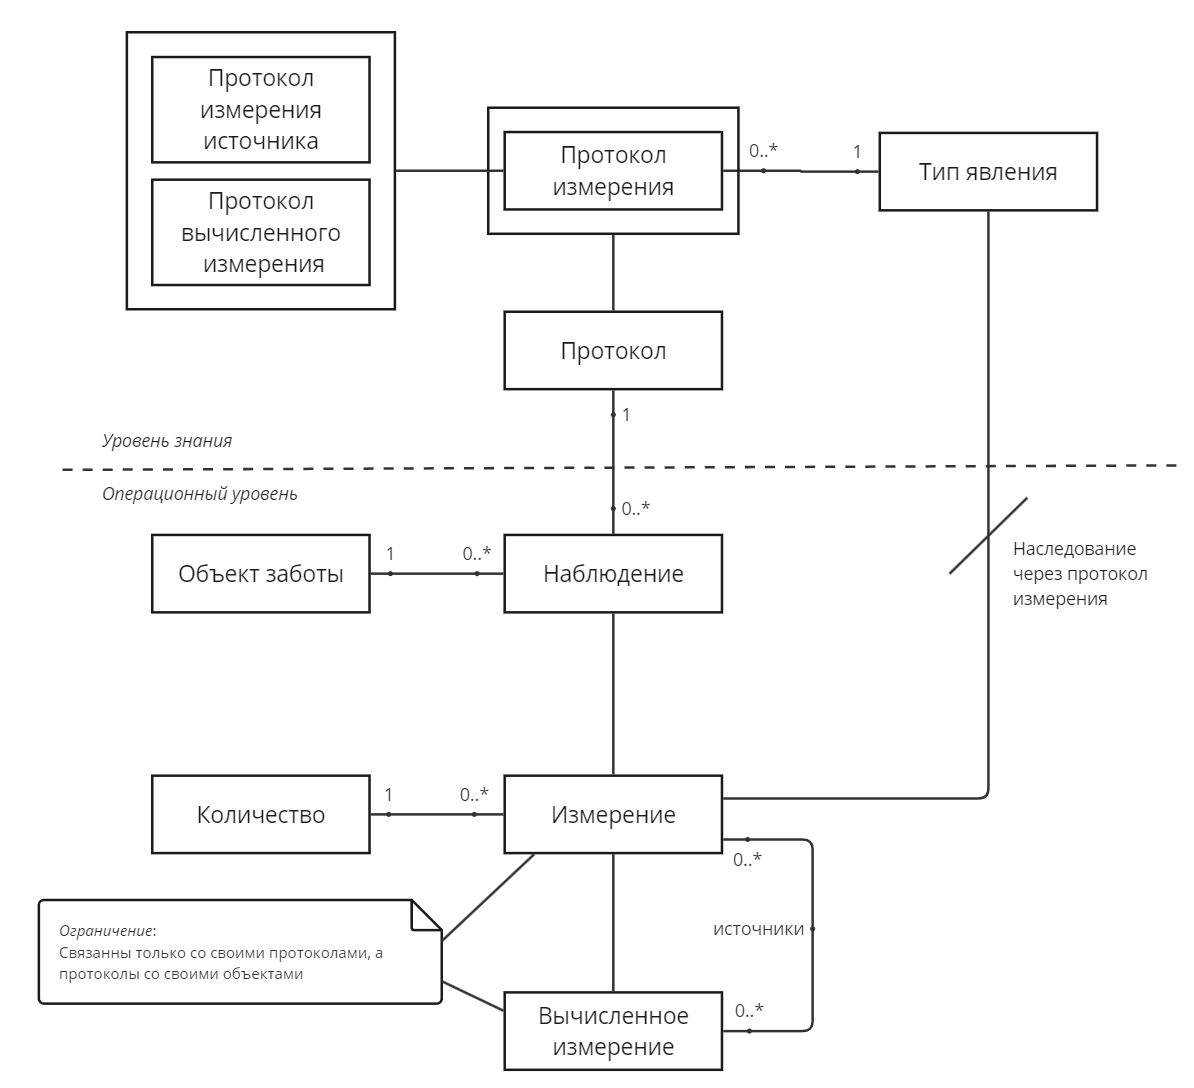 Протокол
измерения
источника
Протокол
вычисленного
измерения
Протокол
измерения
0..*
1
Тип явления
Протокол
1
Уровень знания
Операционный уровень
0..*
Объект заботы
1
0..*
Наблюдение
Наследование
через протокол
измерения
Количество
1
0..*
Измерение
0..*
источники
Ограничение:
Связанны только со своими протоколами, а
протоколы со своими объектами
0..*
Вычисленное
измерение